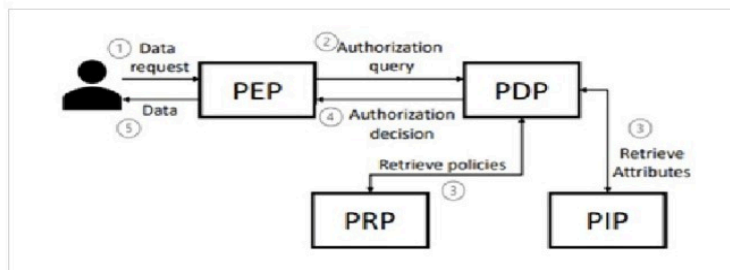 ① Data
request
PEP
② Authorization
query
PDP
Data
⑤
④ Authorization
decision
③
Retrieve
Attributes
Retrieve policies
③
PRP
PIP